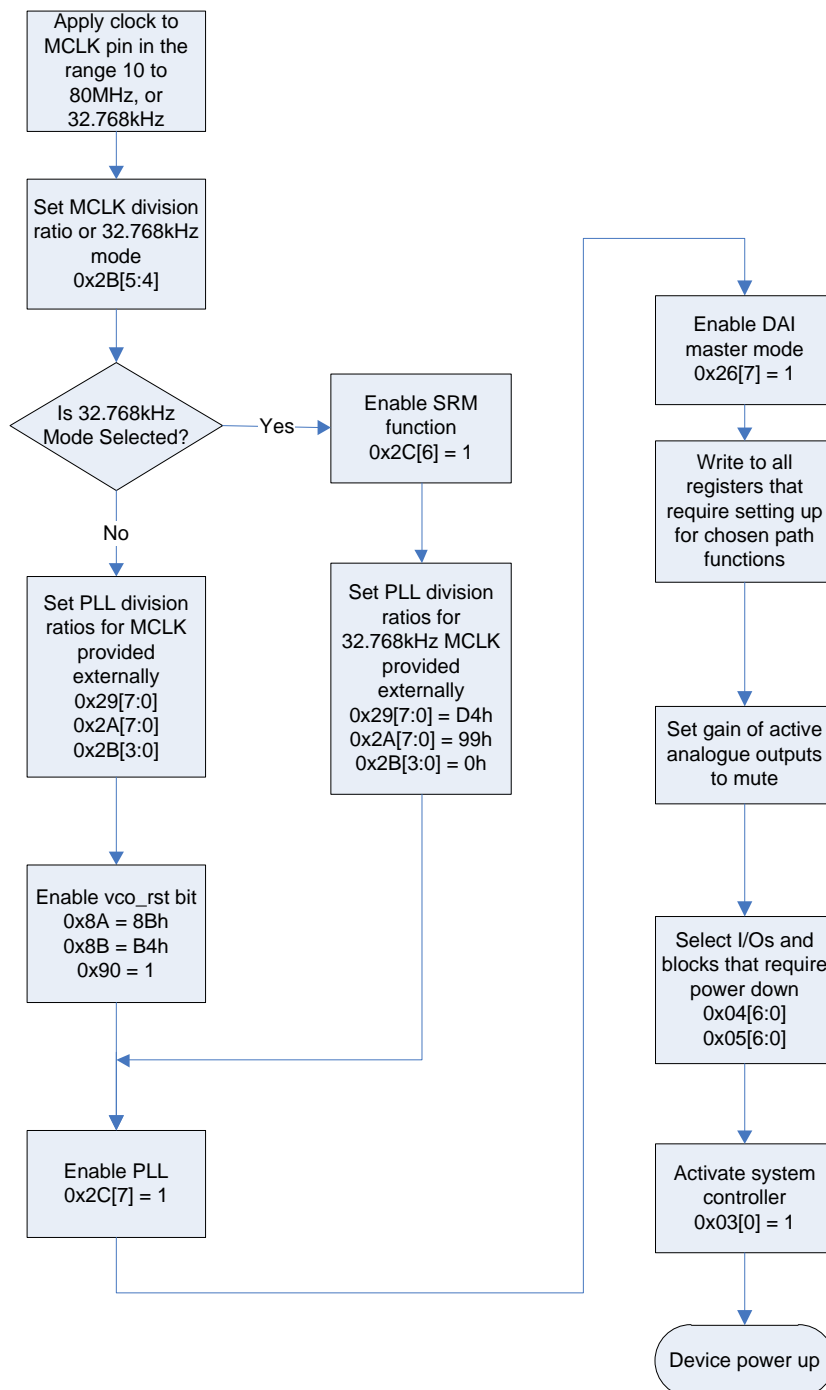 Apply clock to
MCLK pin in the
range 10 to
80MHz, or
32.768kHz
Set MCLK division
ratio or 32.768kHz
mode
0x2B[5:4]
Is 32.768kHz
Mode Selected?
Yes
No
Enable SRM
function
0x2C[6] = 1
Set PLL division
ratios for MCLK
provided
externally
0x29[7:0]
0x2A[7:0]
0x2B[3:0]
Set PLL division
ratios for
32.768kHz MCLK
provided
externally
0x29[7:0] = D4h
0x2A[7:0] = 99h
0x2B[3:0] = 0h
Enable vco_rst bit
0x8A = 8Bh
0x8B = B4h
0x90 = 1
Enable PLL
0x2C[7] = 1
Enable DAI
master mode
0x26[7] = 1
Write to all
registers that
require setting up
for chosen path
functions
Set gain of active
analogue outputs
to mute
Select I/Os and
blocks that require
power down
0x04[6:0]
0x05[6:0]
Activate system
controller
0x03[0] = 1
Device power up